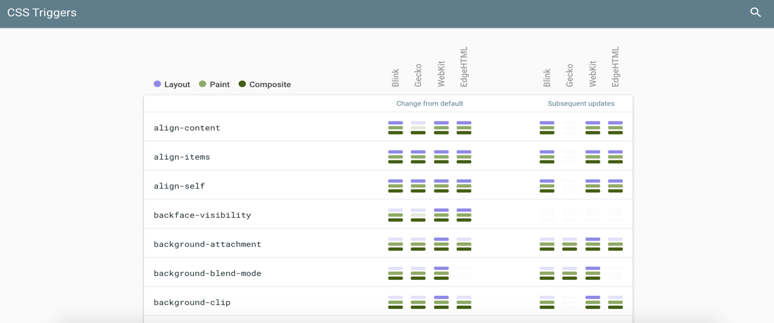 CSS Triggers
Blink Gecko WebKit EdgeHTML Blink Gecko WebKit EdgeHTML
Layout Paint Composite
Change from default Subsequent updates
align-content
align-items
align-self
backface-visibility
background-attachment
background-blend-mode
background-clip